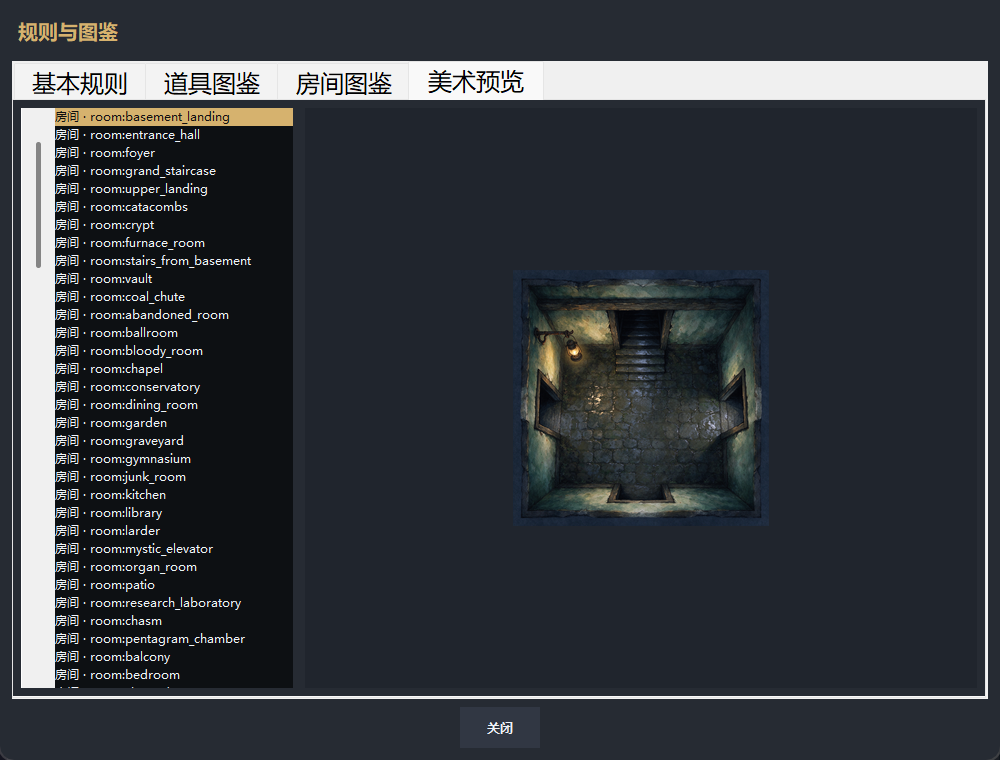 规则与图鉴
基本规则 道具图鉴 房间图鉴 美术预览
房间 · room:basement_landing
房间 · room:entrance_hall
房间 · room:foyer
房间 · room:grand_staircase
房间 · room:upper_landing
房间 · room:catacombs
房间 · room:crypt
房间 · room:furnace_room
房间 · room:stairs_from_basement
房间 · room:vault
房间 · room:coal_chute
房间 · room:abandoned_room
房间 · room:ballroom
房间 · room:bloody_room
房间 · room:chapel
房间 · room:conservatory
房间 · room:dining_room
房间 · room:garden
房间 · room:graveyard
房间 · room:gymnasium
房间 · room:junk_room
房间 · room:kitchen
房间 · room:library
房间 · room:larder
房间 · room:mystic_elevator
房间 · room:organ_room
房间 · room:patio
房间 · room:research_laboratory
房间 · room:chasm
房间 · room:pentagram_chamber
房间 · room:balcony
房间 · room:bedroom
关闭